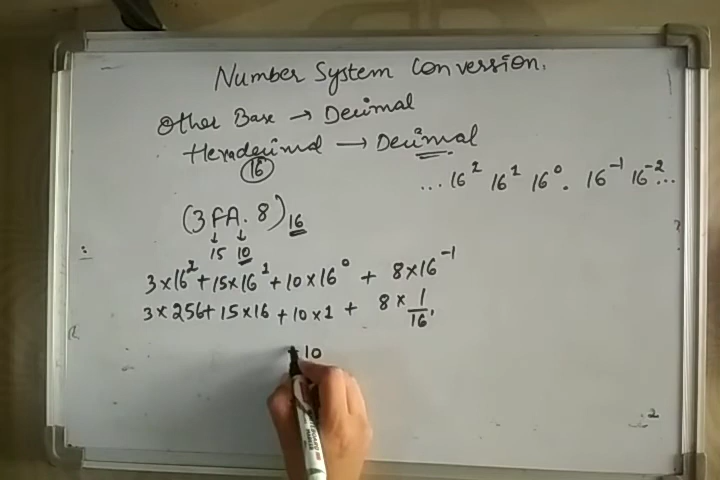 Number System Conversion.
Other Base → Decimal
Hexadecimal → Decimal
16
... 16² 16¹ 16⁰ . 16⁻¹ 16⁻² ...
(3FA.8)₁₆
↓ ↓
15 10
3×16² + 15×16¹ + 10×16⁰ + 8×16⁻¹
3×256 + 15×16 + 10×1 + 8×1/16.
+10